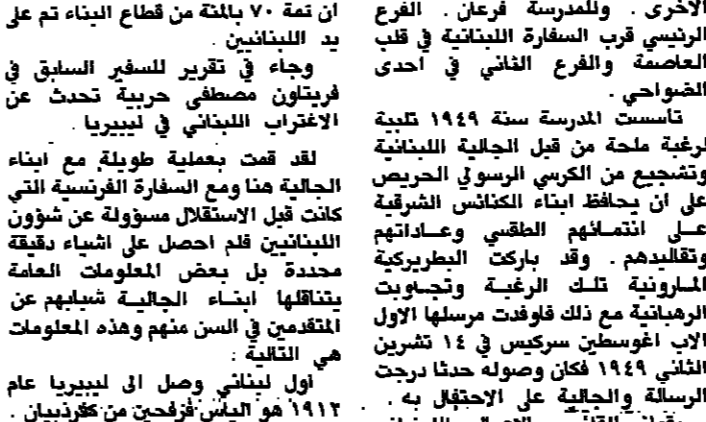 الاخرى . وللمدرسة فرعان . الفرع
الرئيسي قرب السفارة اللبنانية في قلب
العاصمة والفرع الثاني في احدى
الضواحي .
تأسست المدرسة سنة ١٩٤٩ تلبية
لرغبة ملحة من قبل الجالية اللبنانية
وتشجيع من الكرسي الرسولي الحريص
على ان يحافظ ابناء الكنائس الشرقية
على انتمائهم الطقسي وعاداتهم
وتقاليدهم . وقد باركت البطريركية
المارونية تلك الرغبة وتجاوبت
الرهبانية مع ذلك فاوفدت مرسلها الاول
الاب اغوسطين سركيس في ١٤ تشرين
الثاني ١٩٤٩ فكان وصوله حدثا درجت
الرسالة والجالية على الاحتفال به .
ان ثمة ٧٠ بالمئة من قطاع البناء تم على
يد اللبنانيين .
وجاء في تقرير للسفير السابق في
فريتاون مصطفى حربية تحدث عن
الاغتراب اللبناني في ليبيريا .
لقد قمت بعملية طويلة مع ابناء
الجالية هنا ومع السفارة الفرنسية التي
كانت قبل الاستقلال مسؤولة عن شؤون
اللبنانيين فلم احصل على اشياء دقيقة
محددة بل بعض المعلومات العامة
يتناقلها ابناء الجالية شبابهم عن
المتقدمين في السن منهم وهذه المعلومات
هي التالية :
أول لبناني وصل الى ليبيريا عام
١٩١٢ هو الياس قزفحين من كفرذبيان .